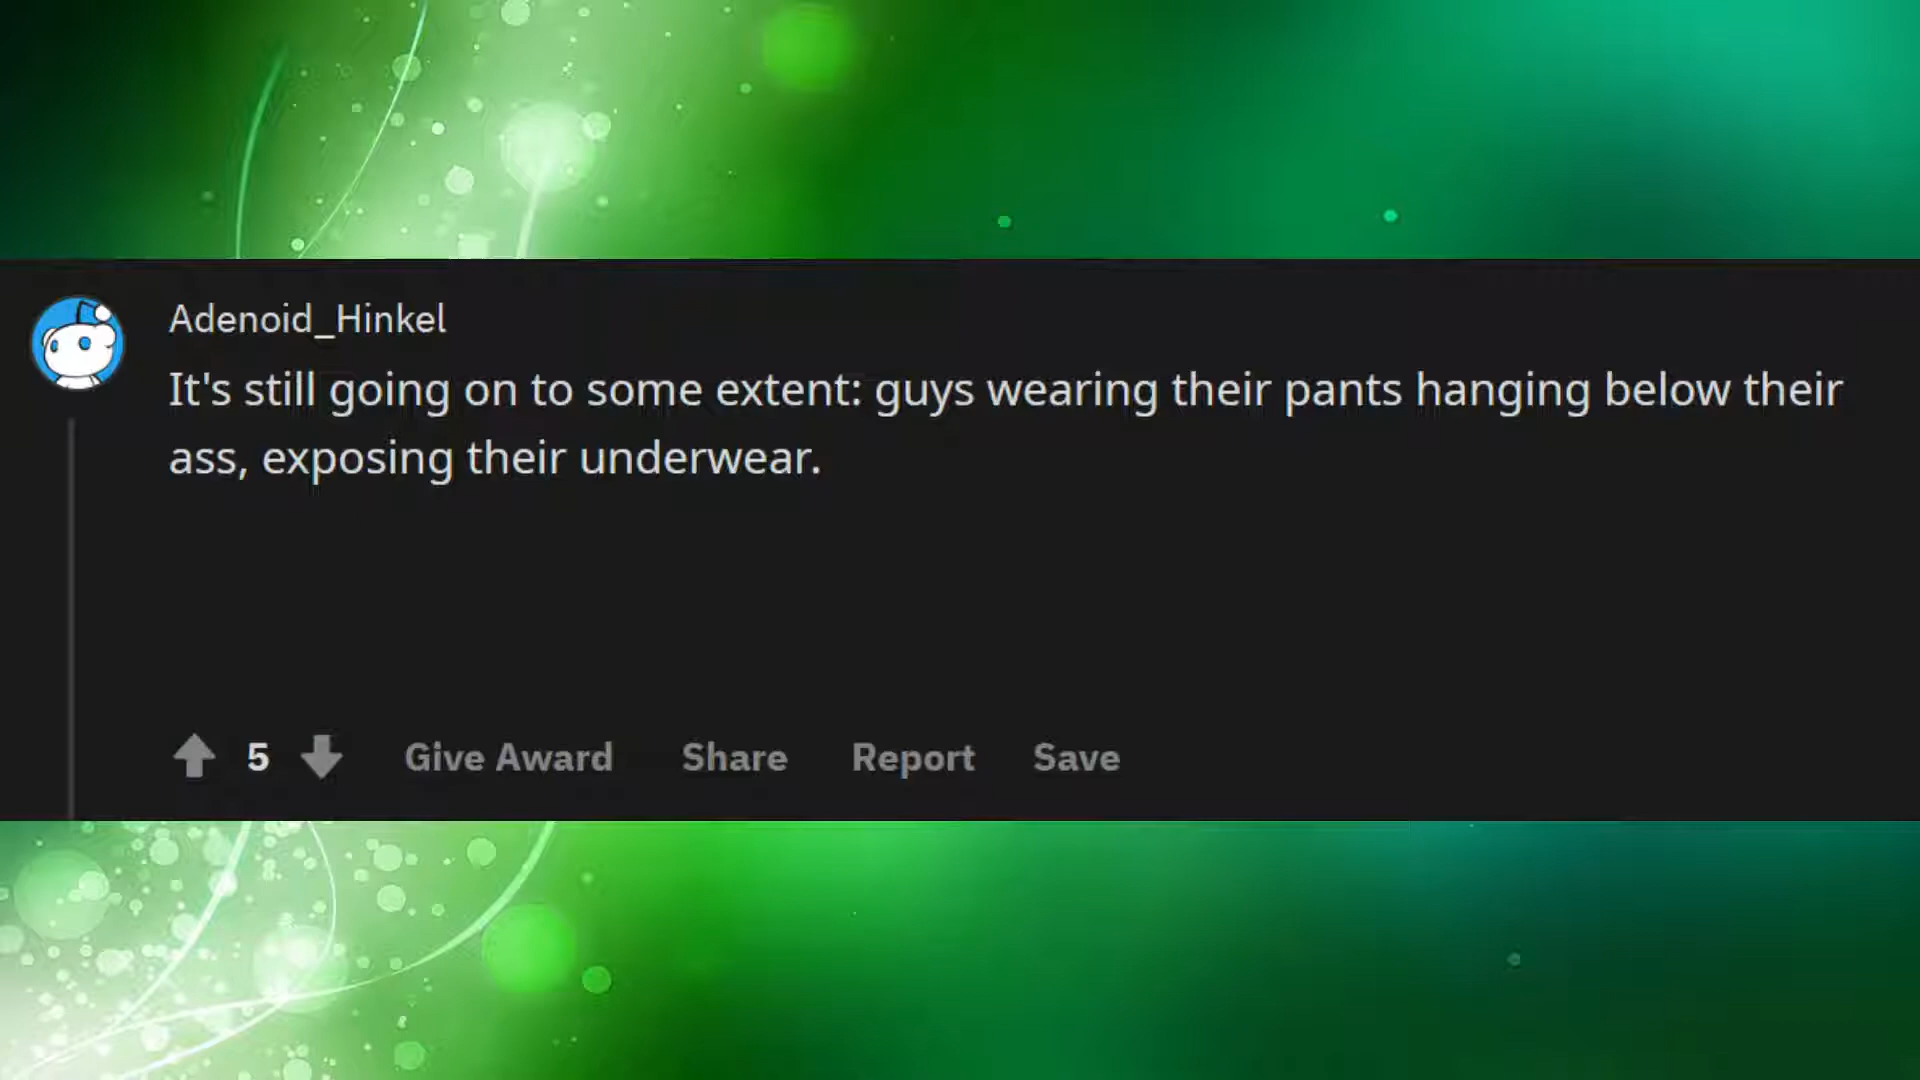 Adenoid_Hinkel
It's still going on to some extent: guys wearing their pants hanging below their
ass, exposing their underwear.
5 Give Award Share Report Save